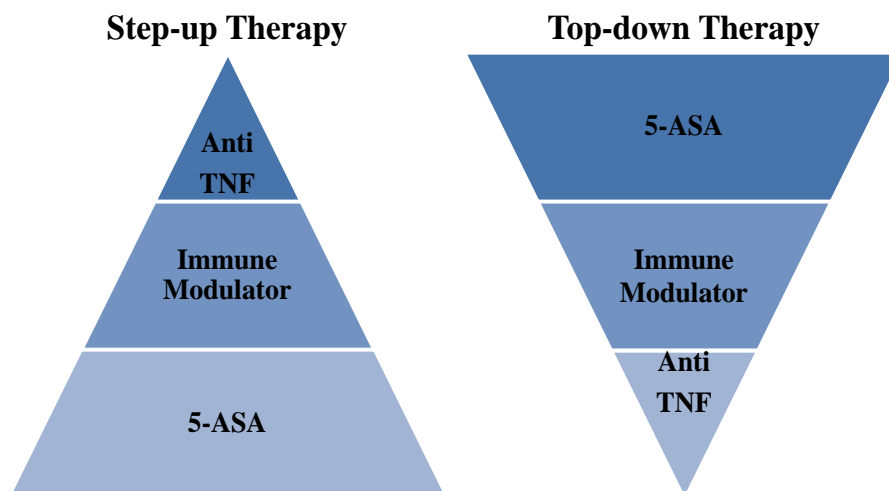 Step-up Therapy
Anti
TNF
Immune
Modulator
5-ASA
Top-down Therapy
5-ASA
Immune
Modulator
Anti
TNF